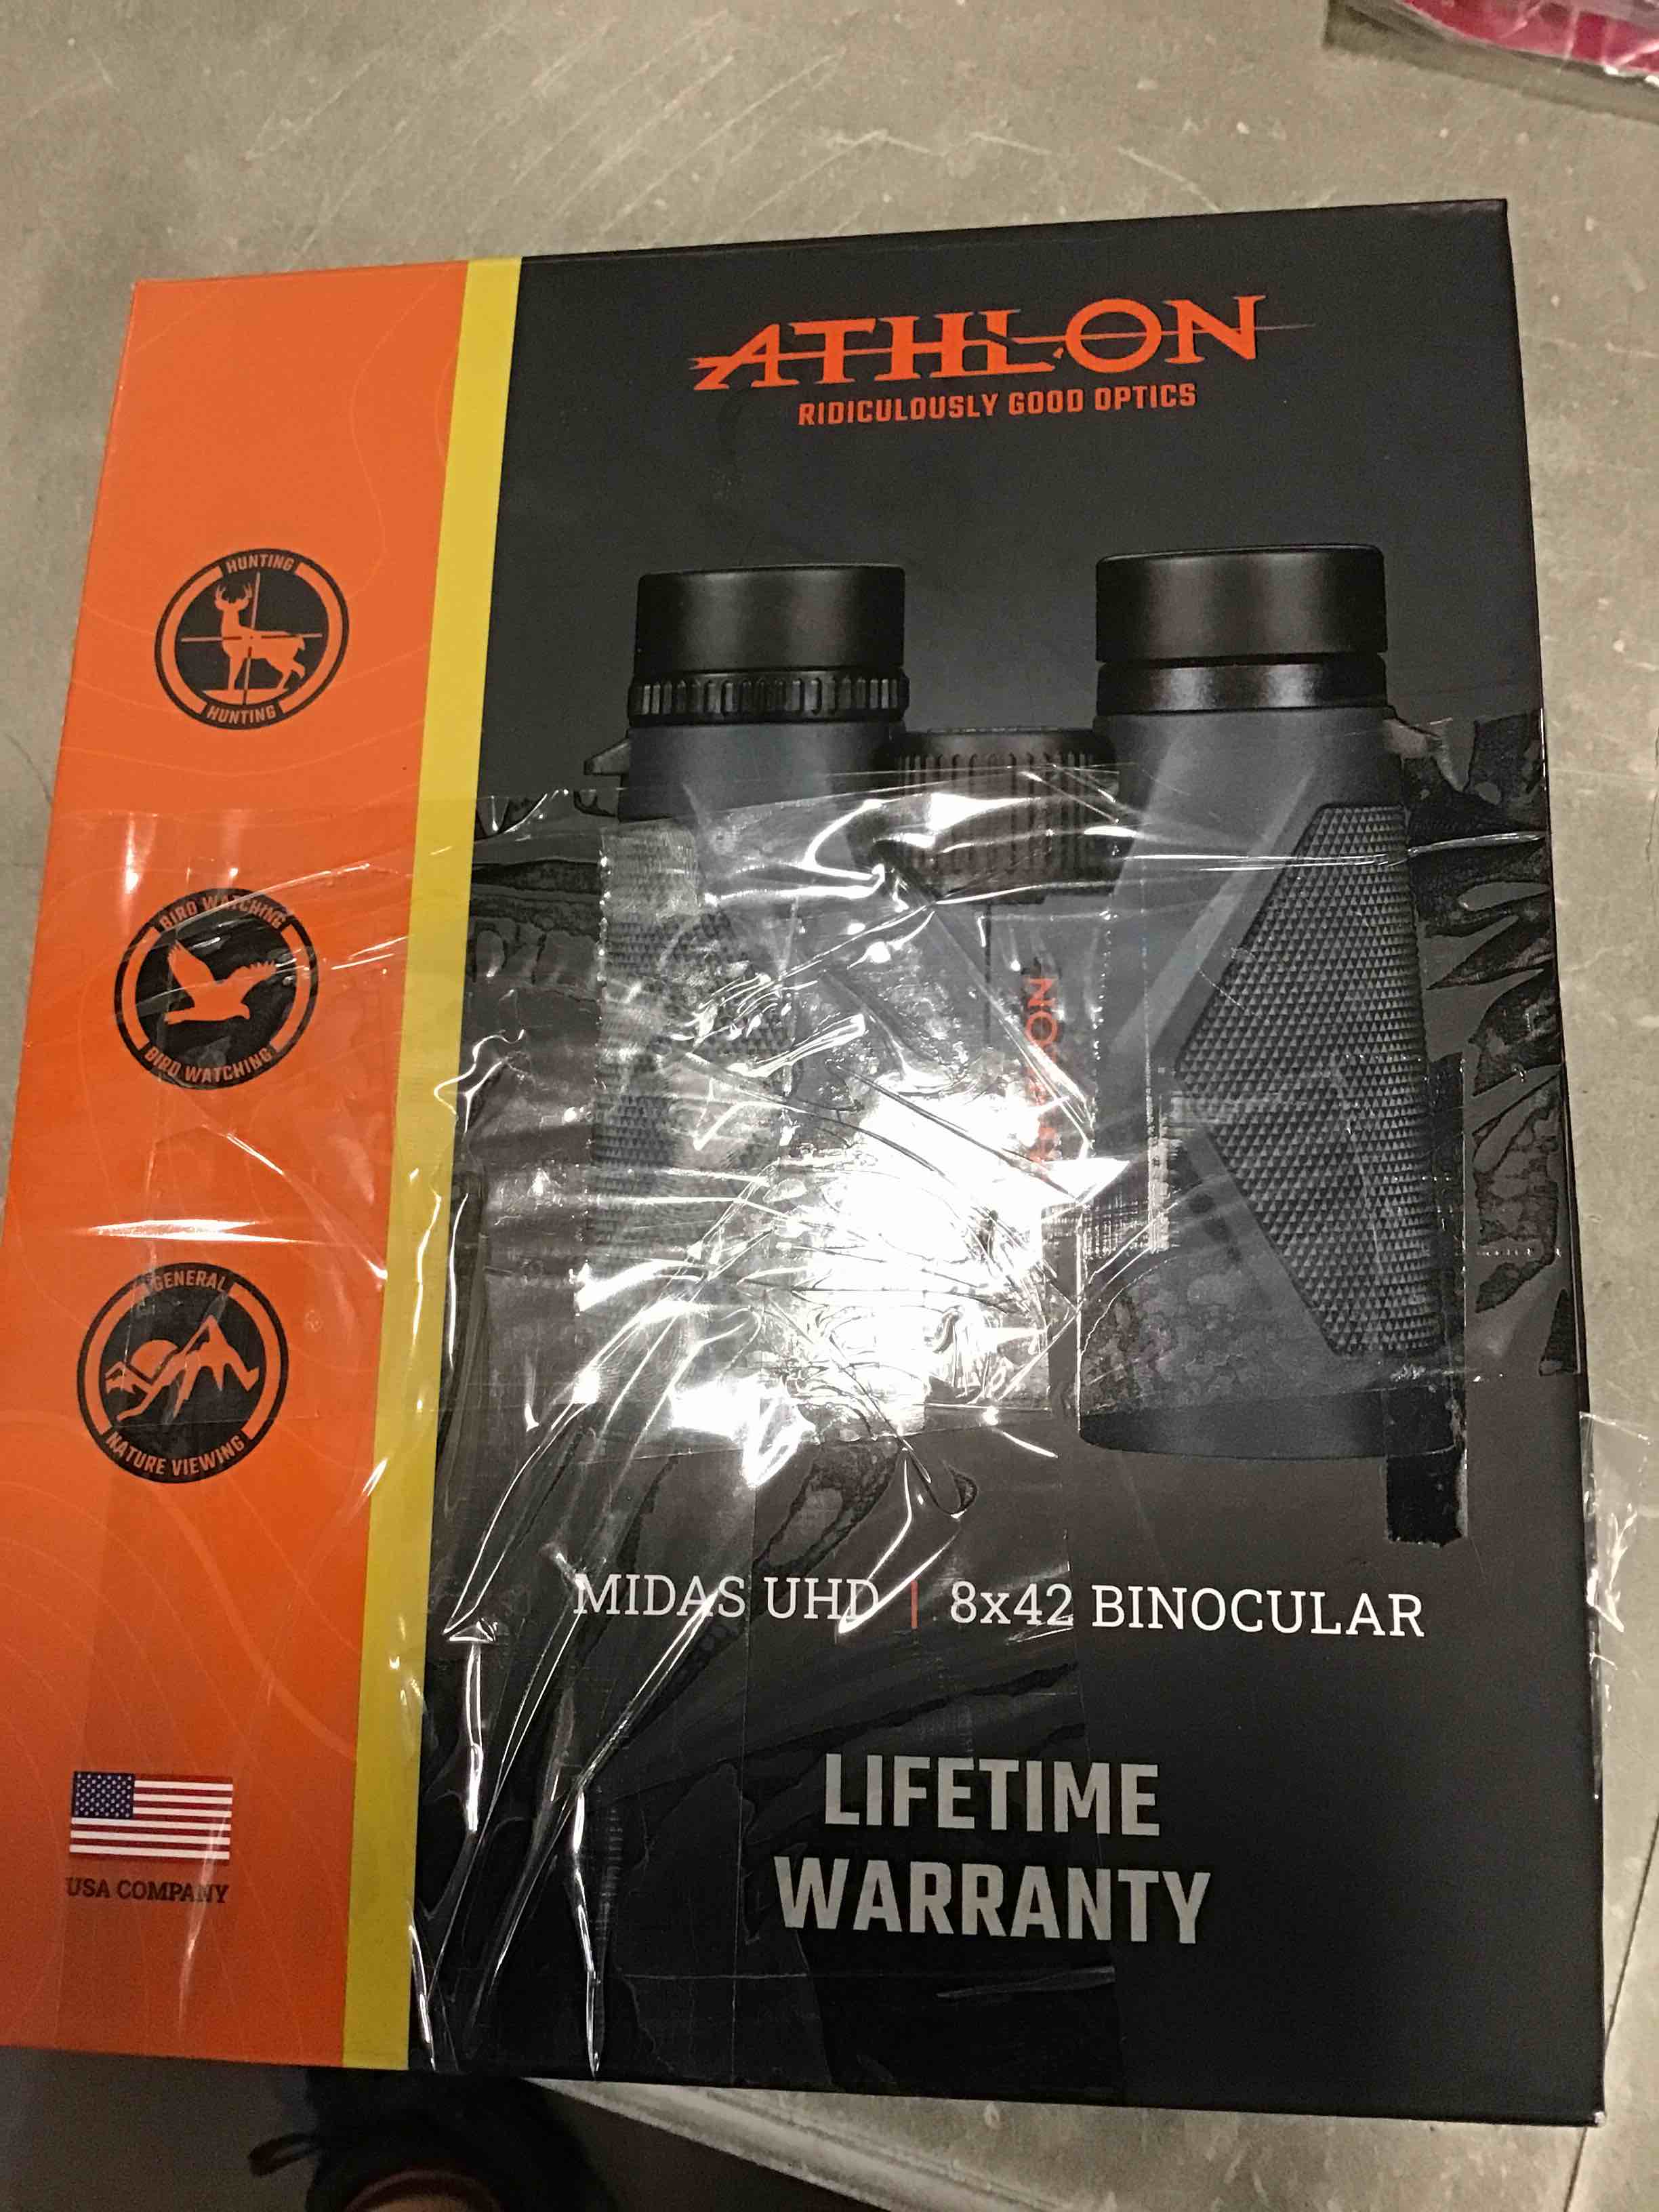 ATHLON
RIDICULOUSLY GOOD OPTICS
HUNTING
HUNTING
BIRD WATCHING
BIRD WATCHING
GENERAL
NATURE VIEWING
MIDAS UHD | 8x42 BINOCULAR
LIFETIME
WARRANTY
USA COMPANY